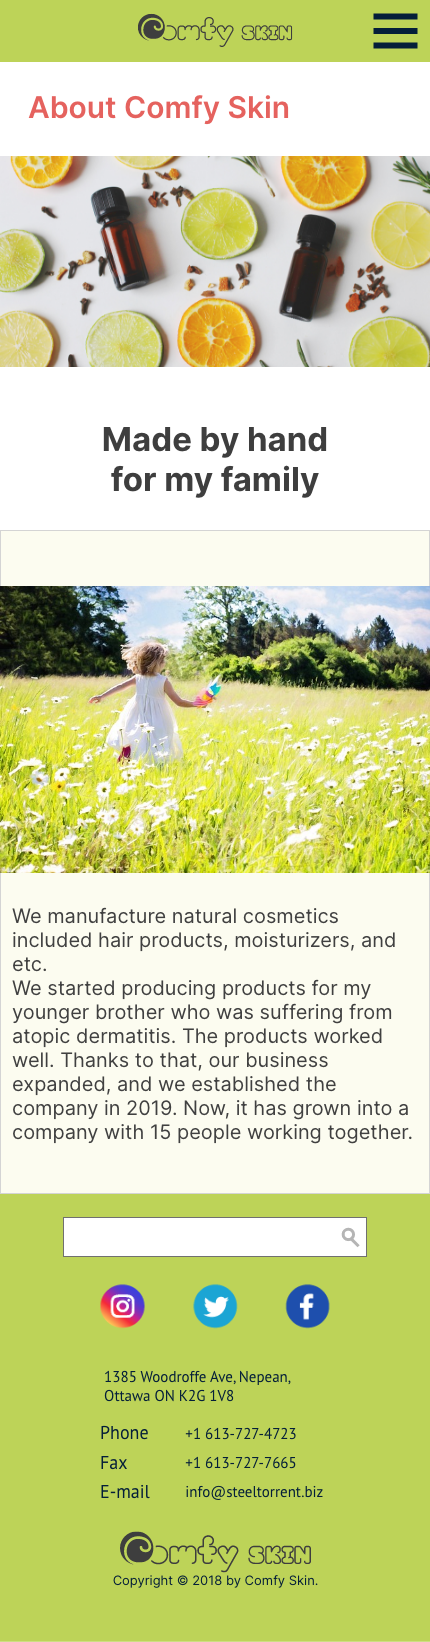 Comfy SKIN
About Comfy Skin
Made by hand
for my family
We manufacture natural cosmetics
included hair products, moisturizers, and
etc.
We started producing products for my
younger brother who was suffering from
atopic dermatitis. The products worked
well. Thanks to that, our business
expanded, and we established the
company in 2019. Now, it has grown into a
company with 15 people working together.
1385 Woodroffe Ave, Nepean,
Ottawa ON K2G 1V8
Phone +1 613-727-4723
Fax +1 613-727-7665
E-mail info@steeltorrent.biz
Comfy SKIN
Copyright © 2018 by Comfy Skin.